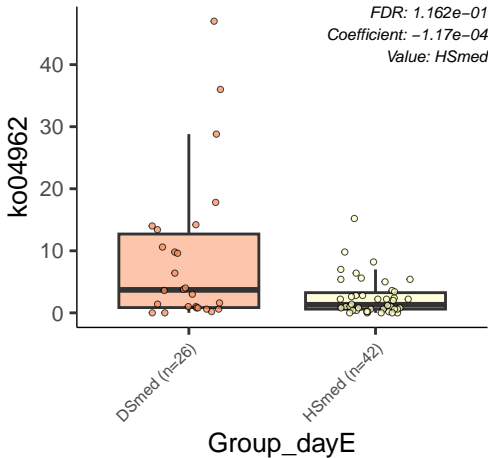 FDR: 1.162e−01
Coefficient: −1.17e−04
Value: HSmed
ko04962
40
30
20
10
0
DSmed (n=26)
HSmed (n=42)
Group_dayE